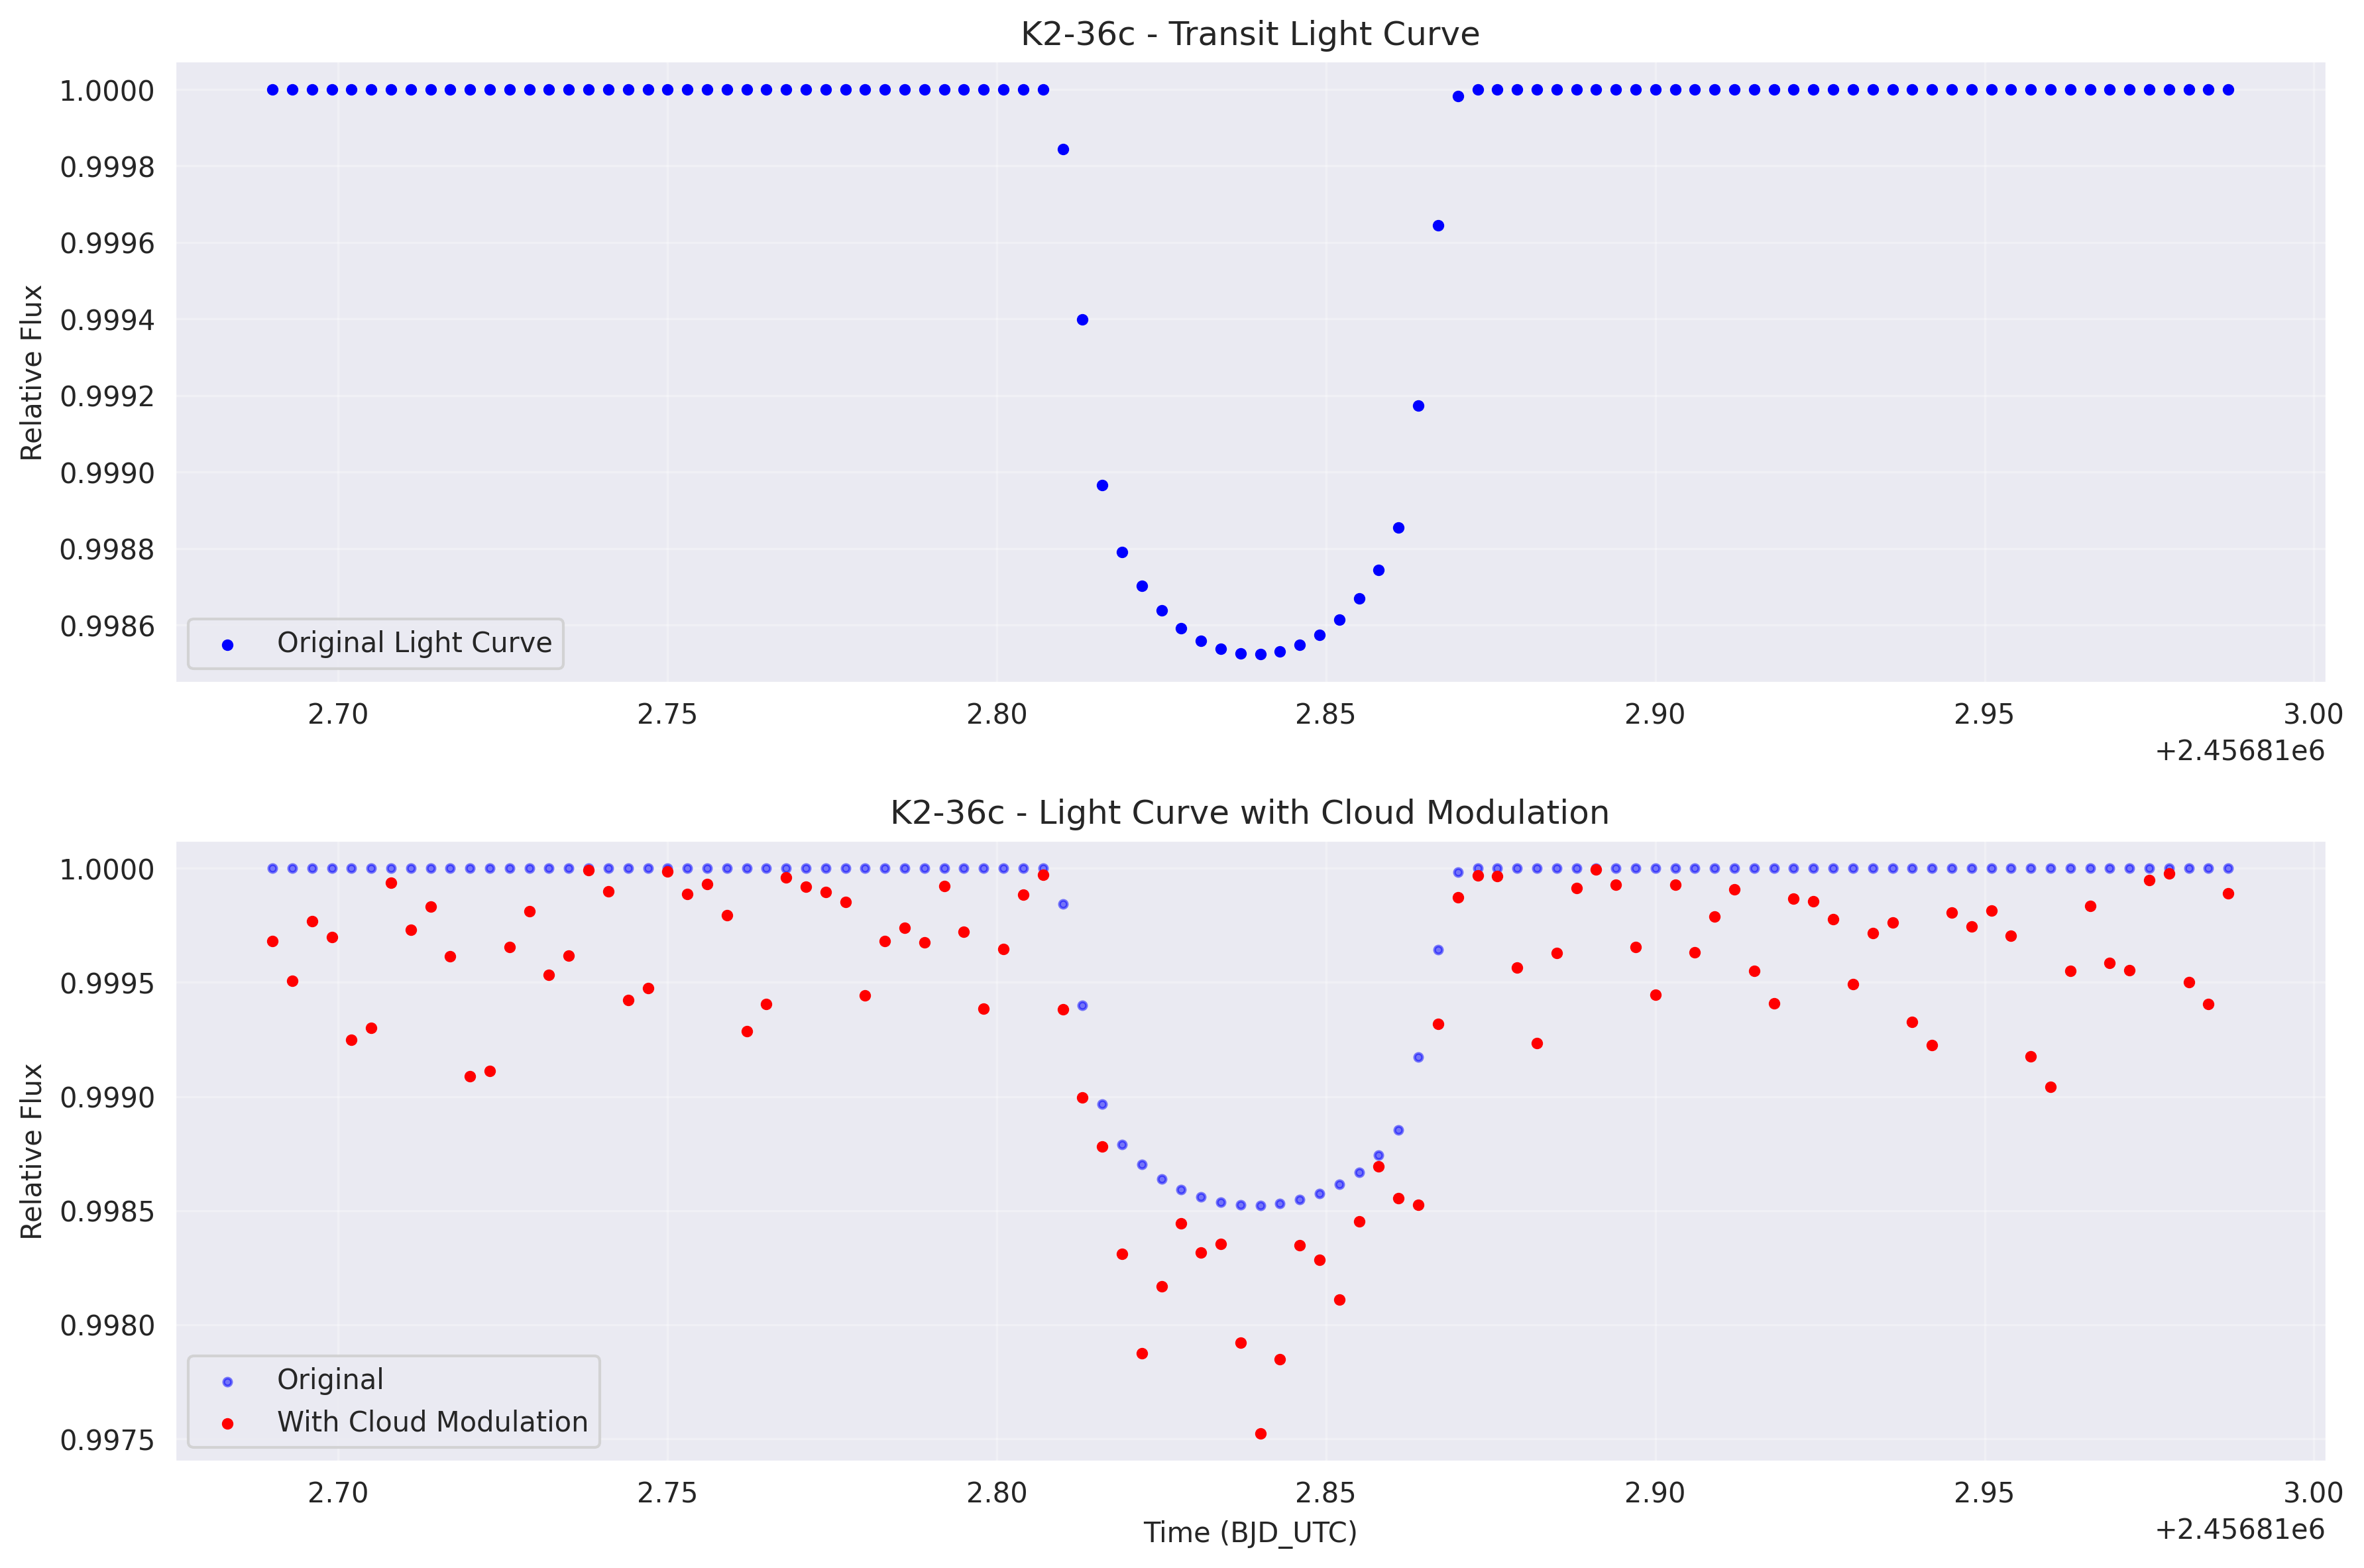 K2-36c - Transit Light Curve
Relative Flux
1.0000
0.9998
0.9996
0.9994
0.9992
0.9990
0.9988
0.9986
Original Light Curve
2.70 2.75 2.80 2.85 2.90 2.95 3.00
+2.45681e6
K2-36c - Light Curve with Cloud Modulation
Relative Flux
1.0000
0.9995
0.9990
0.9985
0.9980
0.9975
Original
With Cloud Modulation
2.70 2.75 2.80 2.85 2.90 2.95 3.00
+2.45681e6
Time (BJD_UTC)